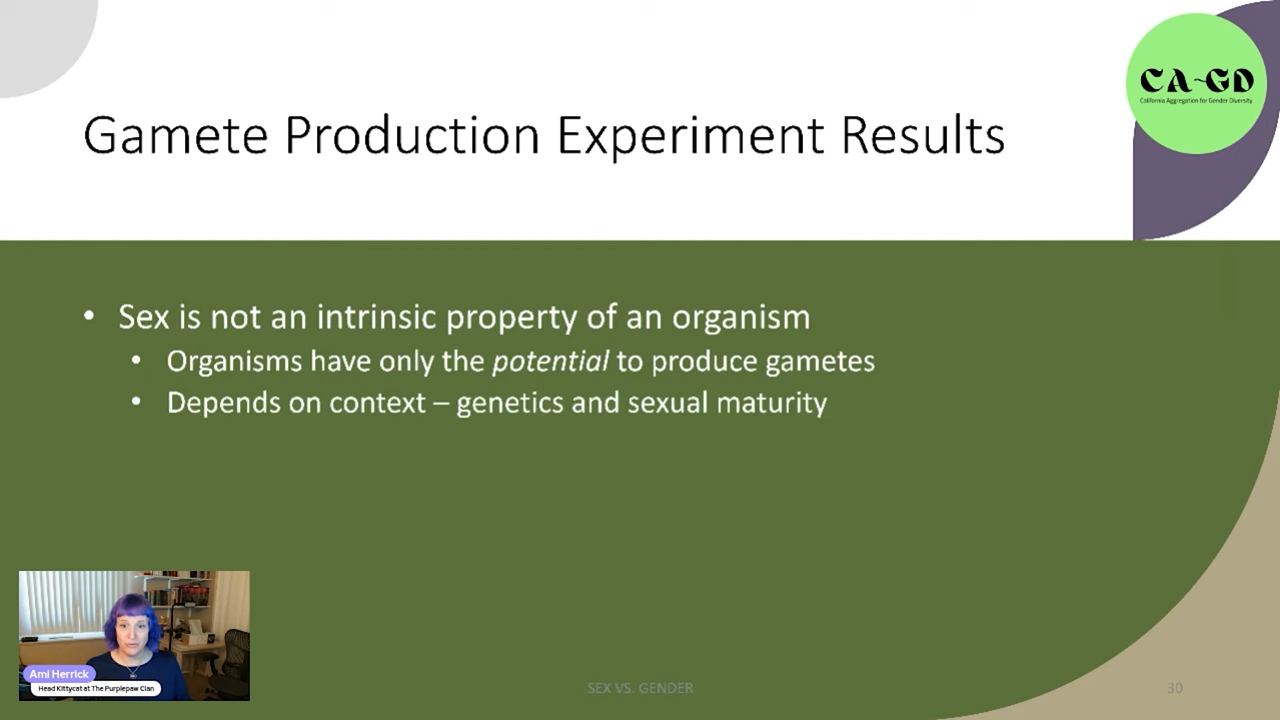 CA-GD
California Aggregation for Gender Diversity
Gamete Production Experiment Results
• Sex is not an intrinsic property of an organism
• Organisms have only the potential to produce gametes
• Depends on context – genetics and sexual maturity
Ami Herrick
Head Kittycat at The Purplepaw Clan
SEX VS. GENDER
30